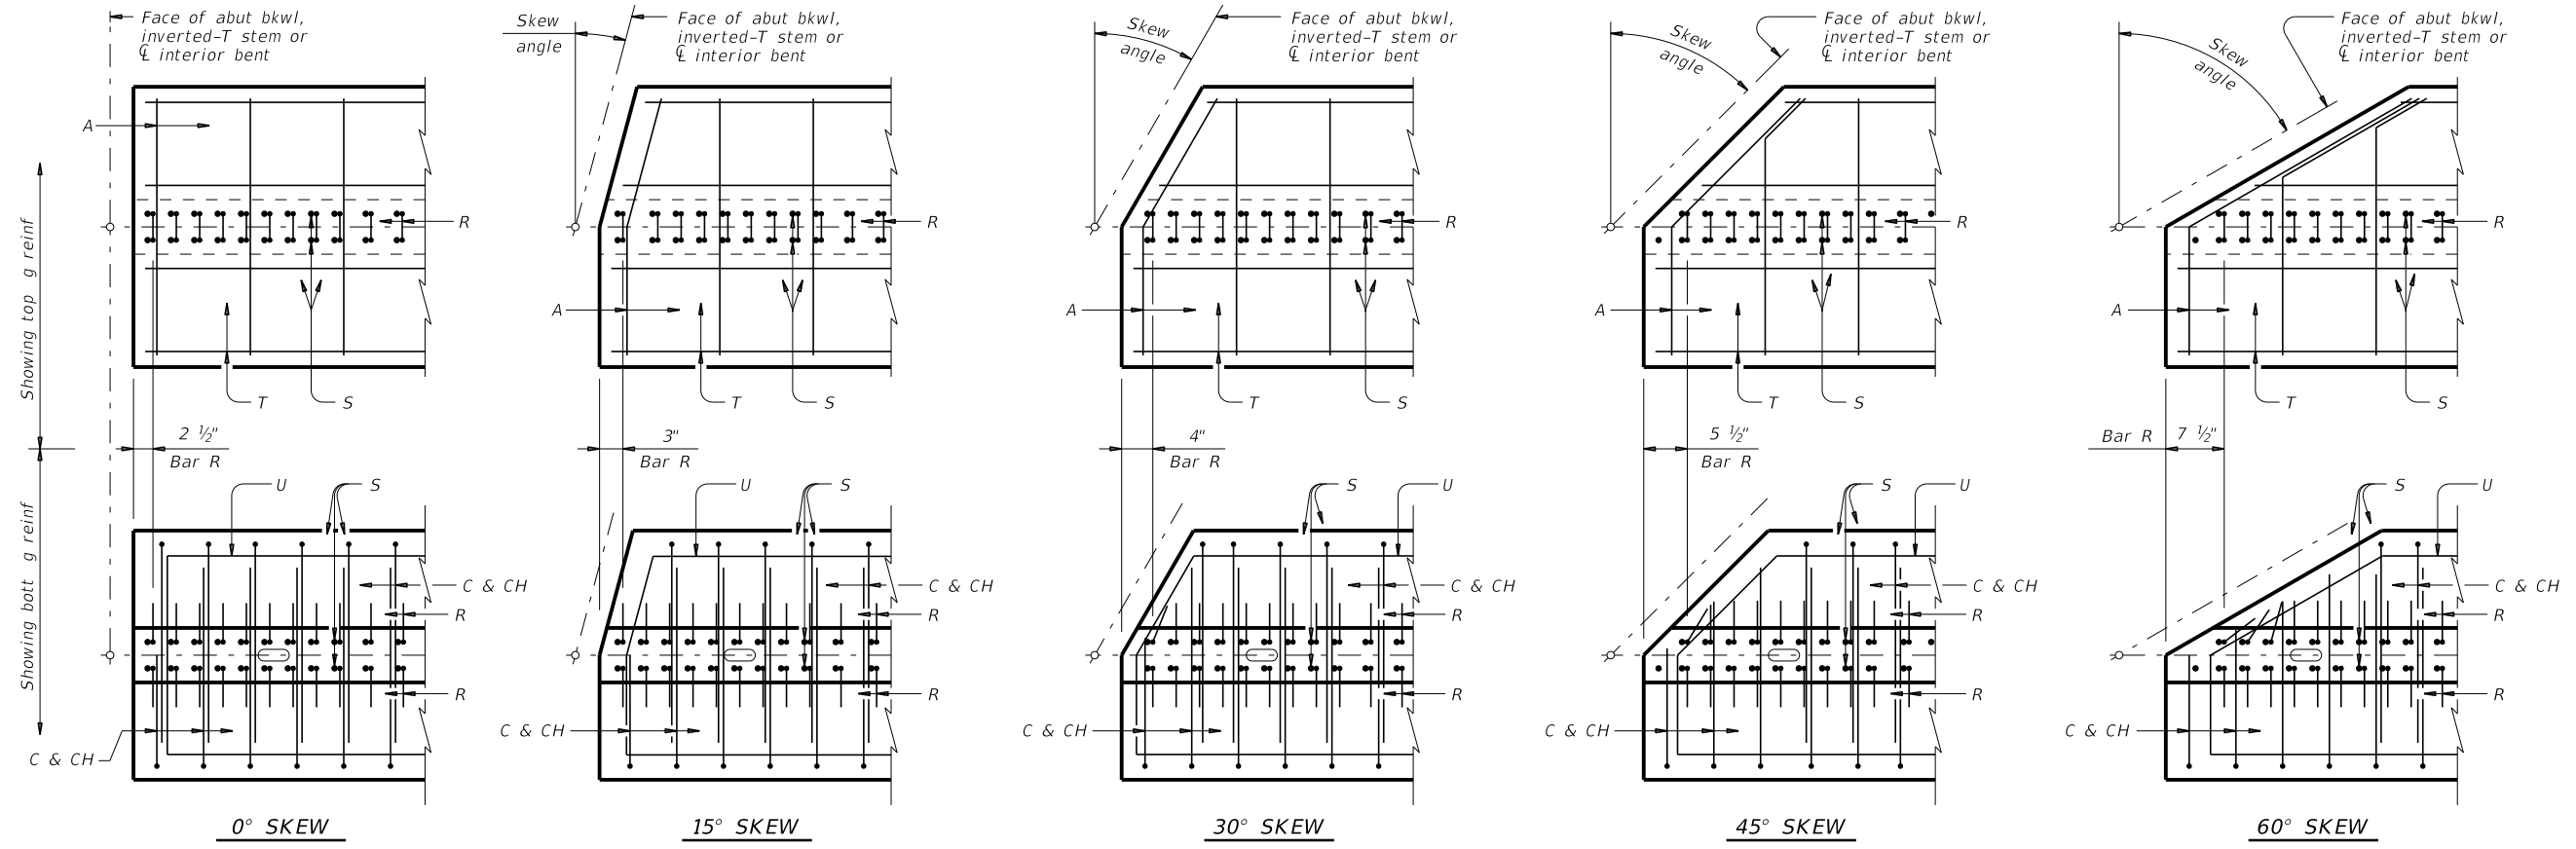 Face of abut bkwl,
inverted-T stem or
℄ interior bent
A
R
T
S
Showing top g reinf
2 ½"
Bar R
Showing bott g reinf
U
S
C & CH
R
R
C & CH
0° SKEW
Skew
angle
Face of abut bkwl,
inverted-T stem or
℄ interior bent
R
A
T
S
3"
Bar R
U
S
C & CH
R
R
C & CH
15° SKEW
Skew
angle
Face of abut bkwl,
inverted-T stem or
℄ interior bent
R
A
T
S
4"
Bar R
S
U
C & CH
R
R
C & CH
30° SKEW
Skew
angle
Face of abut bkwl,
inverted-T stem or
℄ interior bent
R
A
T
S
5 ½"
Bar R
S
U
C & CH
R
R
C & CH
45° SKEW
Skew
angle
Face of abut bkwl,
inverted-T stem or
℄ interior bent
R
A
T
S
Bar R 7 ½"
S
U
C & CH
R
R
C & CH
60° SKEW